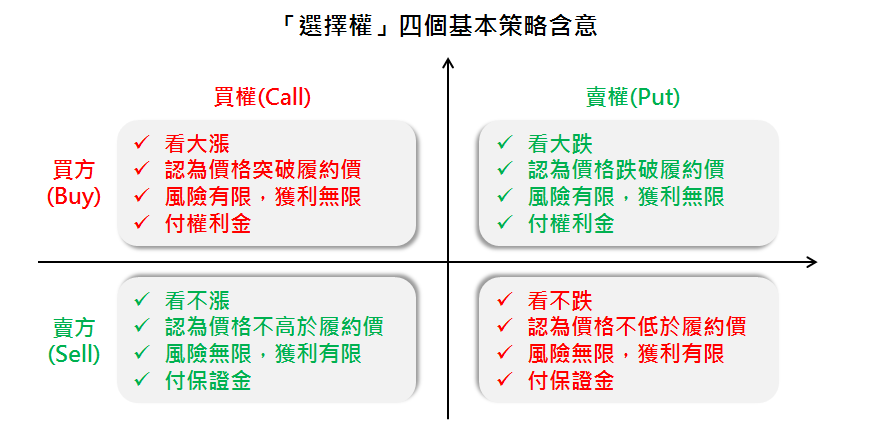 「選擇權」四個基本策略含意
買權(Call)
賣權(Put)
買方
(Buy)
✓ 看大漲
✓ 認為價格突破履約價
✓ 風險有限，獲利無限
✓ 付權利金
✓ 看大跌
✓ 認為價格跌破履約價
✓ 風險有限，獲利無限
✓ 付權利金
賣方
(Sell)
✓ 看不漲
✓ 認為價格不高於履約價
✓ 風險無限，獲利有限
✓ 付保證金
✓ 看不跌
✓ 認為價格不低於履約價
✓ 風險無限，獲利有限
✓ 付保證金